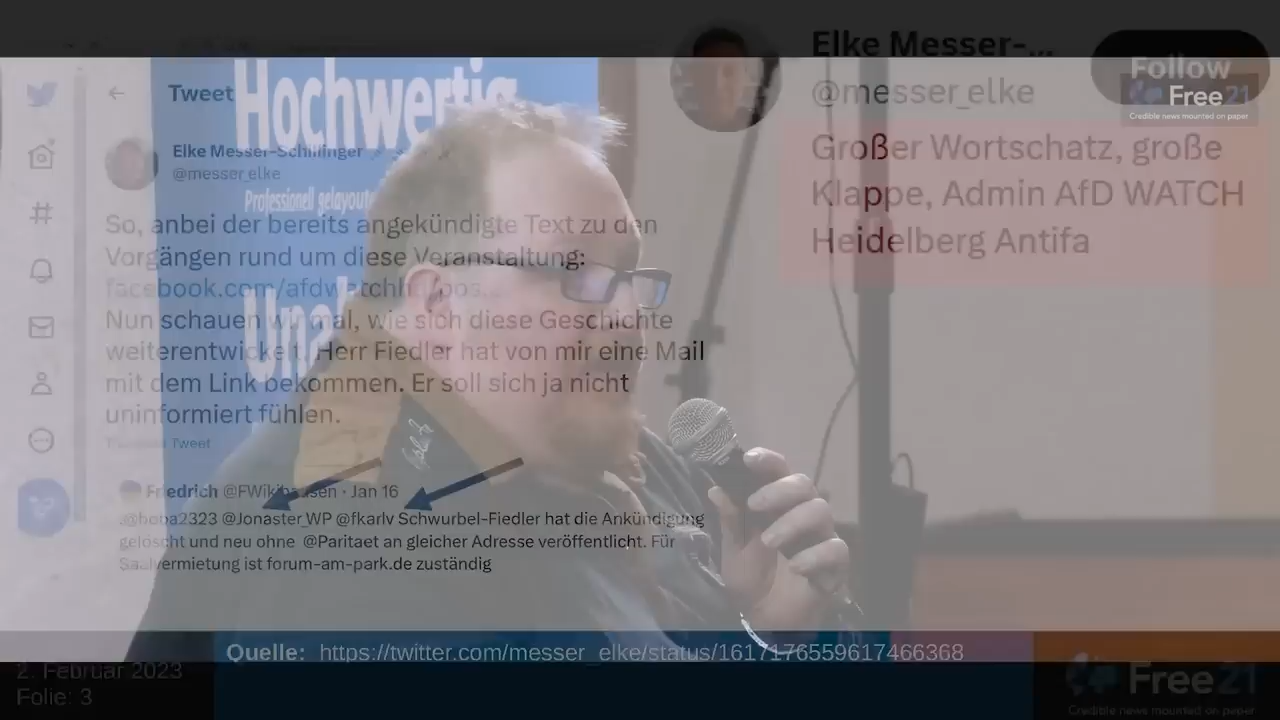 Elke Messer-...
@messer_elke
Großer Wortschatz, große
Klappe, Admin AfD WATCH
Heidelberg Antifa
Follow
Free21
Credible news mounted on paper
Hochwertig
Professionell gelayoutet
Tweet
Elke Messer-Schillinger
@messer_elke
So, anbei der bereits angekündigte Text zu den
Vorgängen rund um diese Veranstaltung:
Nun schauen wir mal, wie sich diese Geschichte
weiterentwickelt. Herr Fiedler hat von mir eine Mail
mit dem Link bekommen. Er soll sich ja nicht
uninformiert fühlen.
Tweet
Friedrich @FWikihausen · Jan 16
@hoba2323 @Jonaster_WP @fkarlv Schwurbel-Fiedler hat die Ankündigung
gelöscht und neu ohne @Paritaet an gleicher Adresse veröffentlicht. Für
Saalvermietung ist forum-am-park.de zuständig
Quelle: https://twitter.com/messer_elke/status/1617176559617466368
2. Februar 2023
Folie: 3
Free21
Credible news mounted on paper